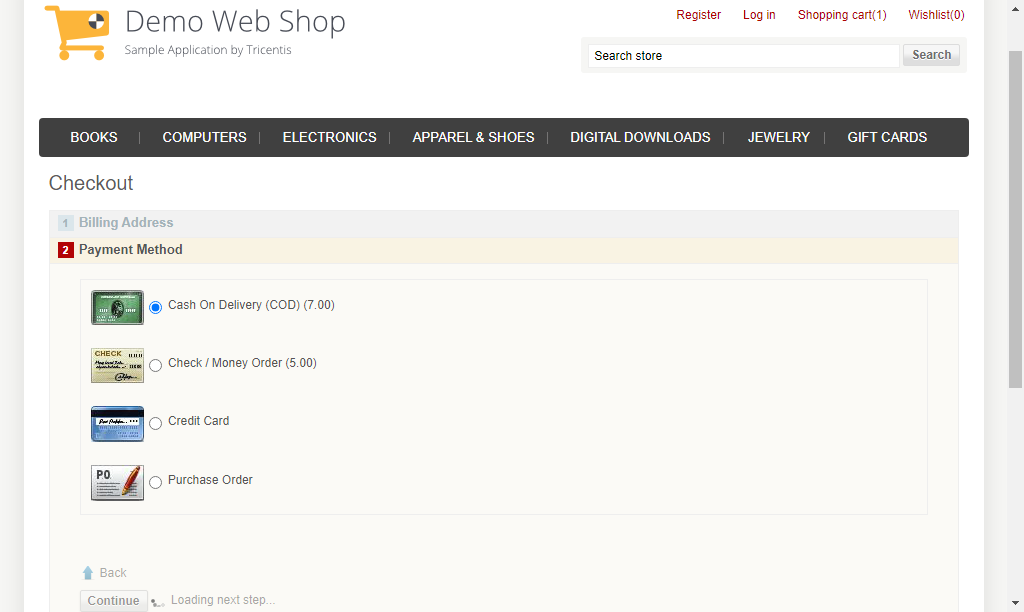 Demo Web Shop
Sample Application by Tricentis
Register Log in Shopping cart(1) Wishlist(0)
Search store Search
BOOKS COMPUTERS ELECTRONICS APPAREL & SHOES DIGITAL DOWNLOADS JEWELRY GIFT CARDS
Checkout
1 Billing Address
2 Payment Method
Cash On Delivery (COD) (7.00)
CHECK
Check / Money Order (5.00)
Credit Card
PO
Purchase Order
Back
Continue Loading next step...